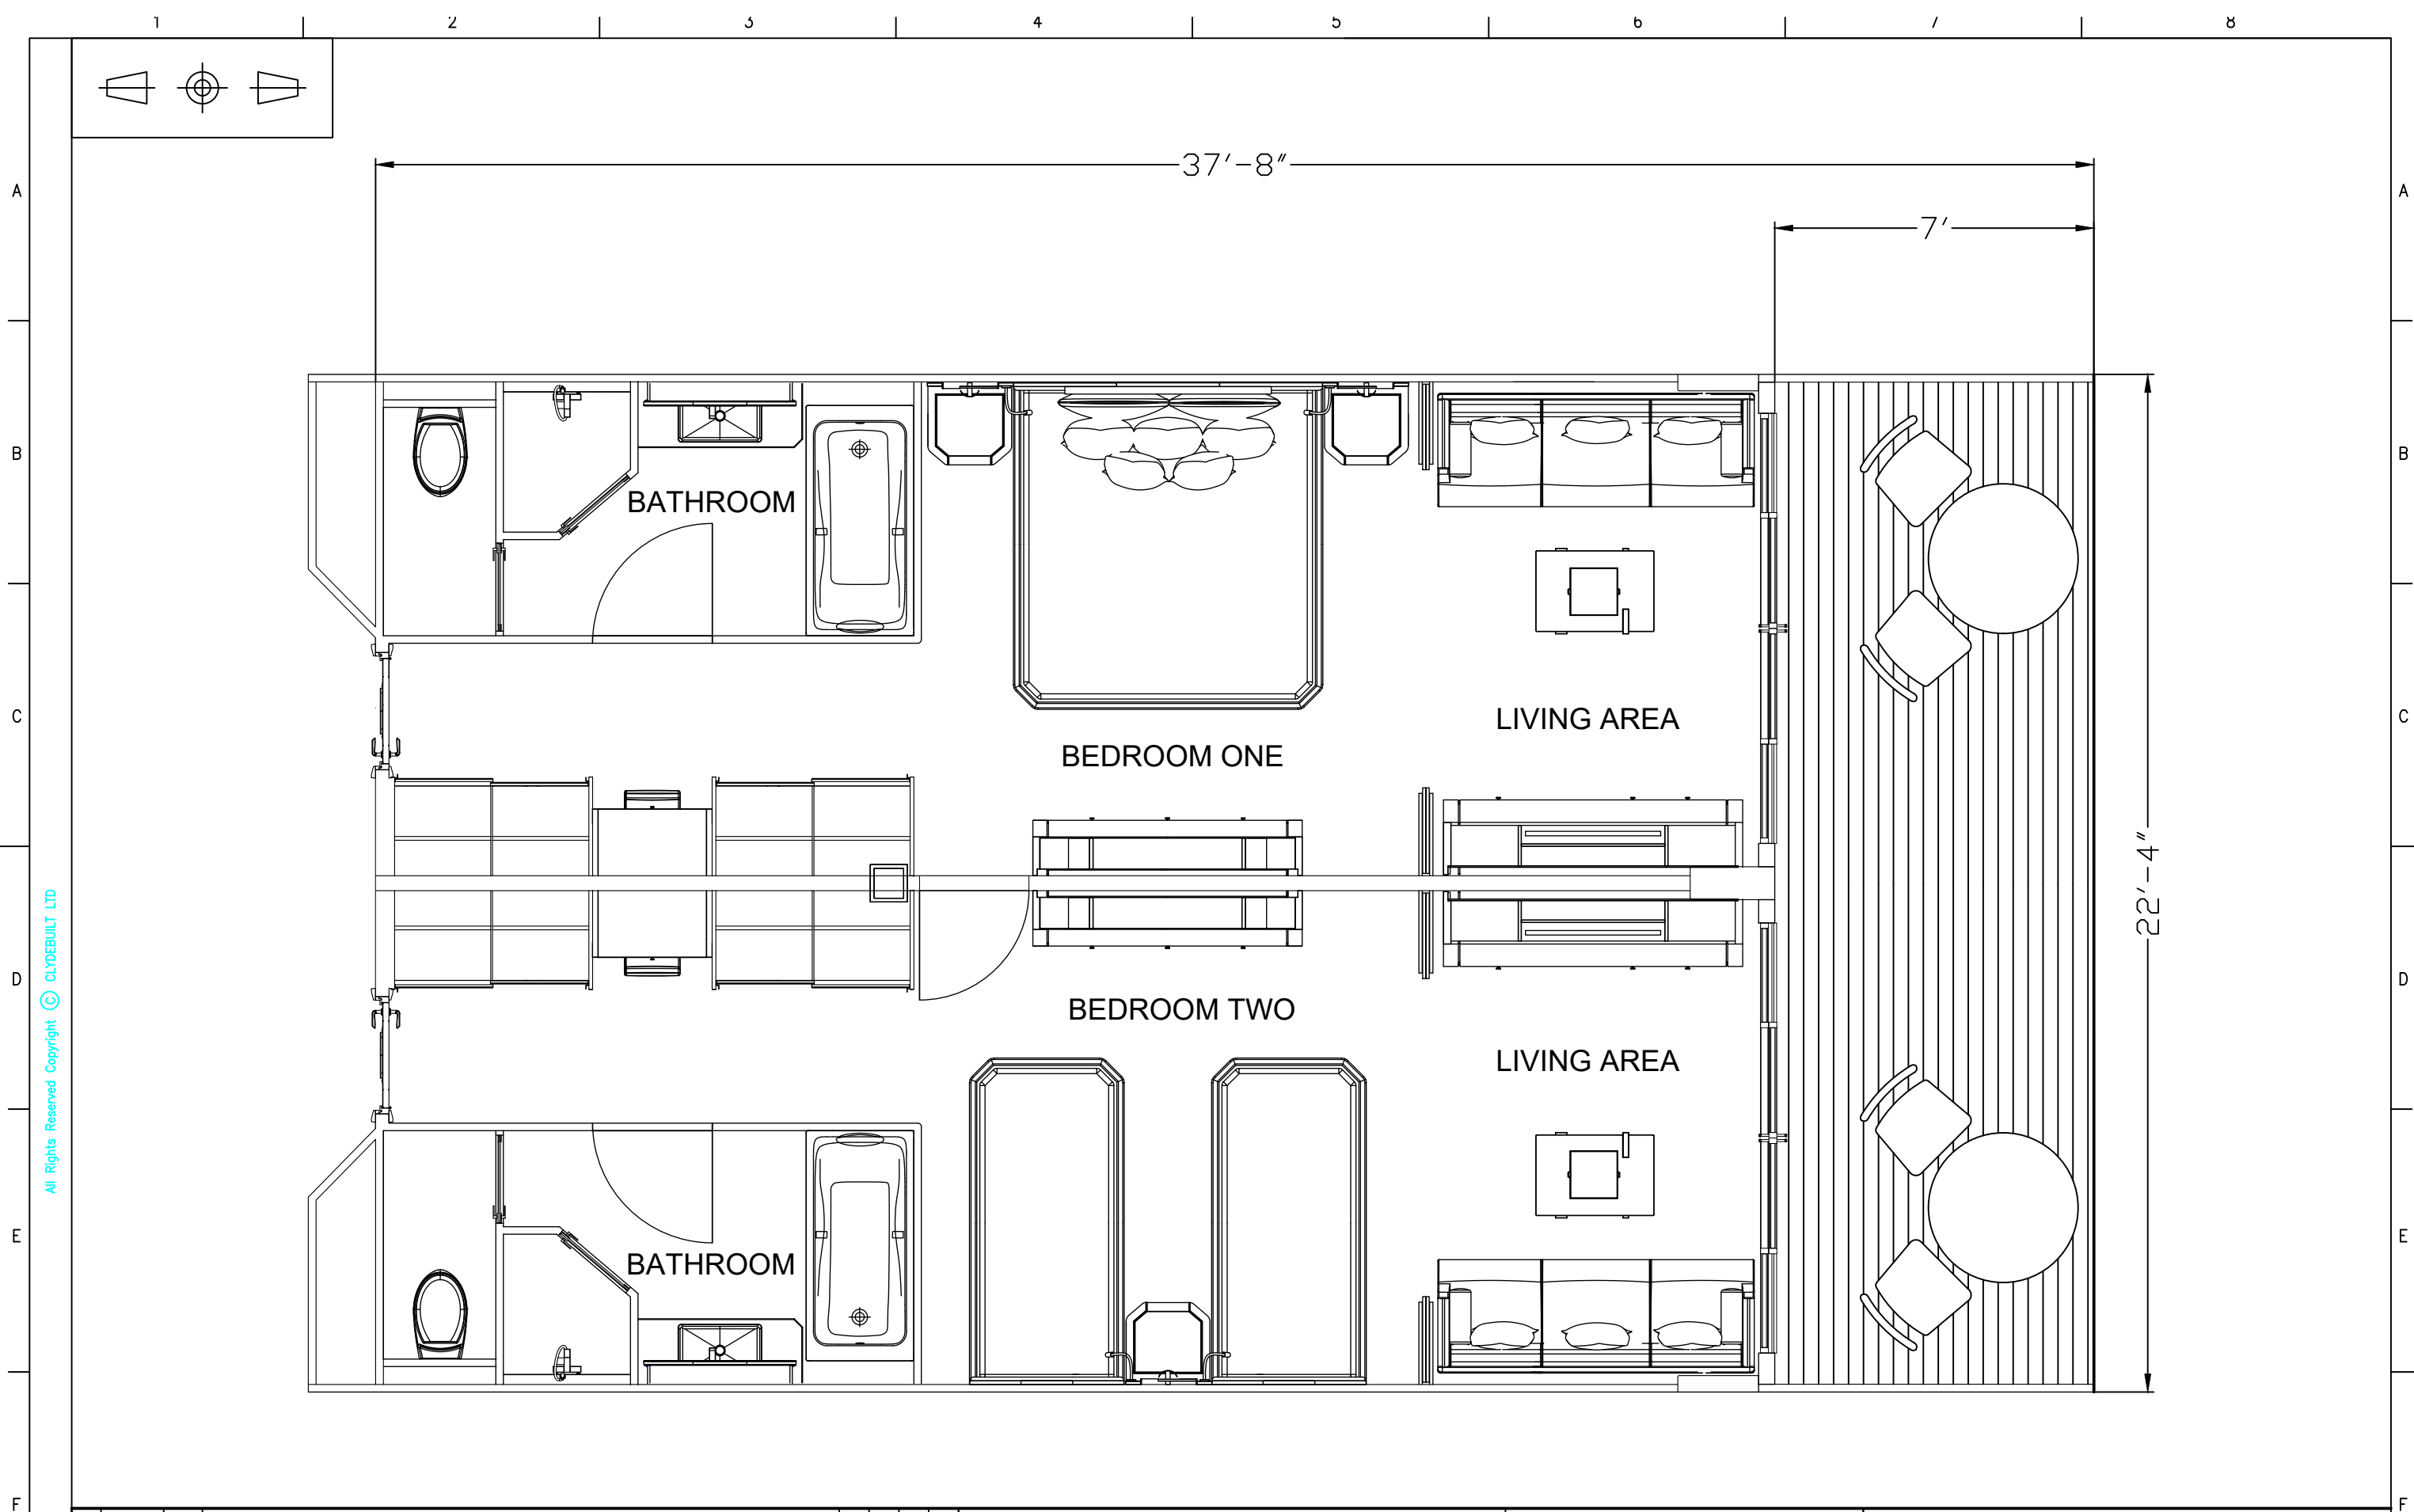 1 2 3 4 5 6 7 8
37'-8"
A A
7'
B B
BATHROOM
C C
LIVING AREA
BEDROOM ONE
22'-4"
D D
BEDROOM TWO
LIVING AREA
All Rights Reserved Copyright © CLYDEBUILT LTD
E E
BATHROOM
F F